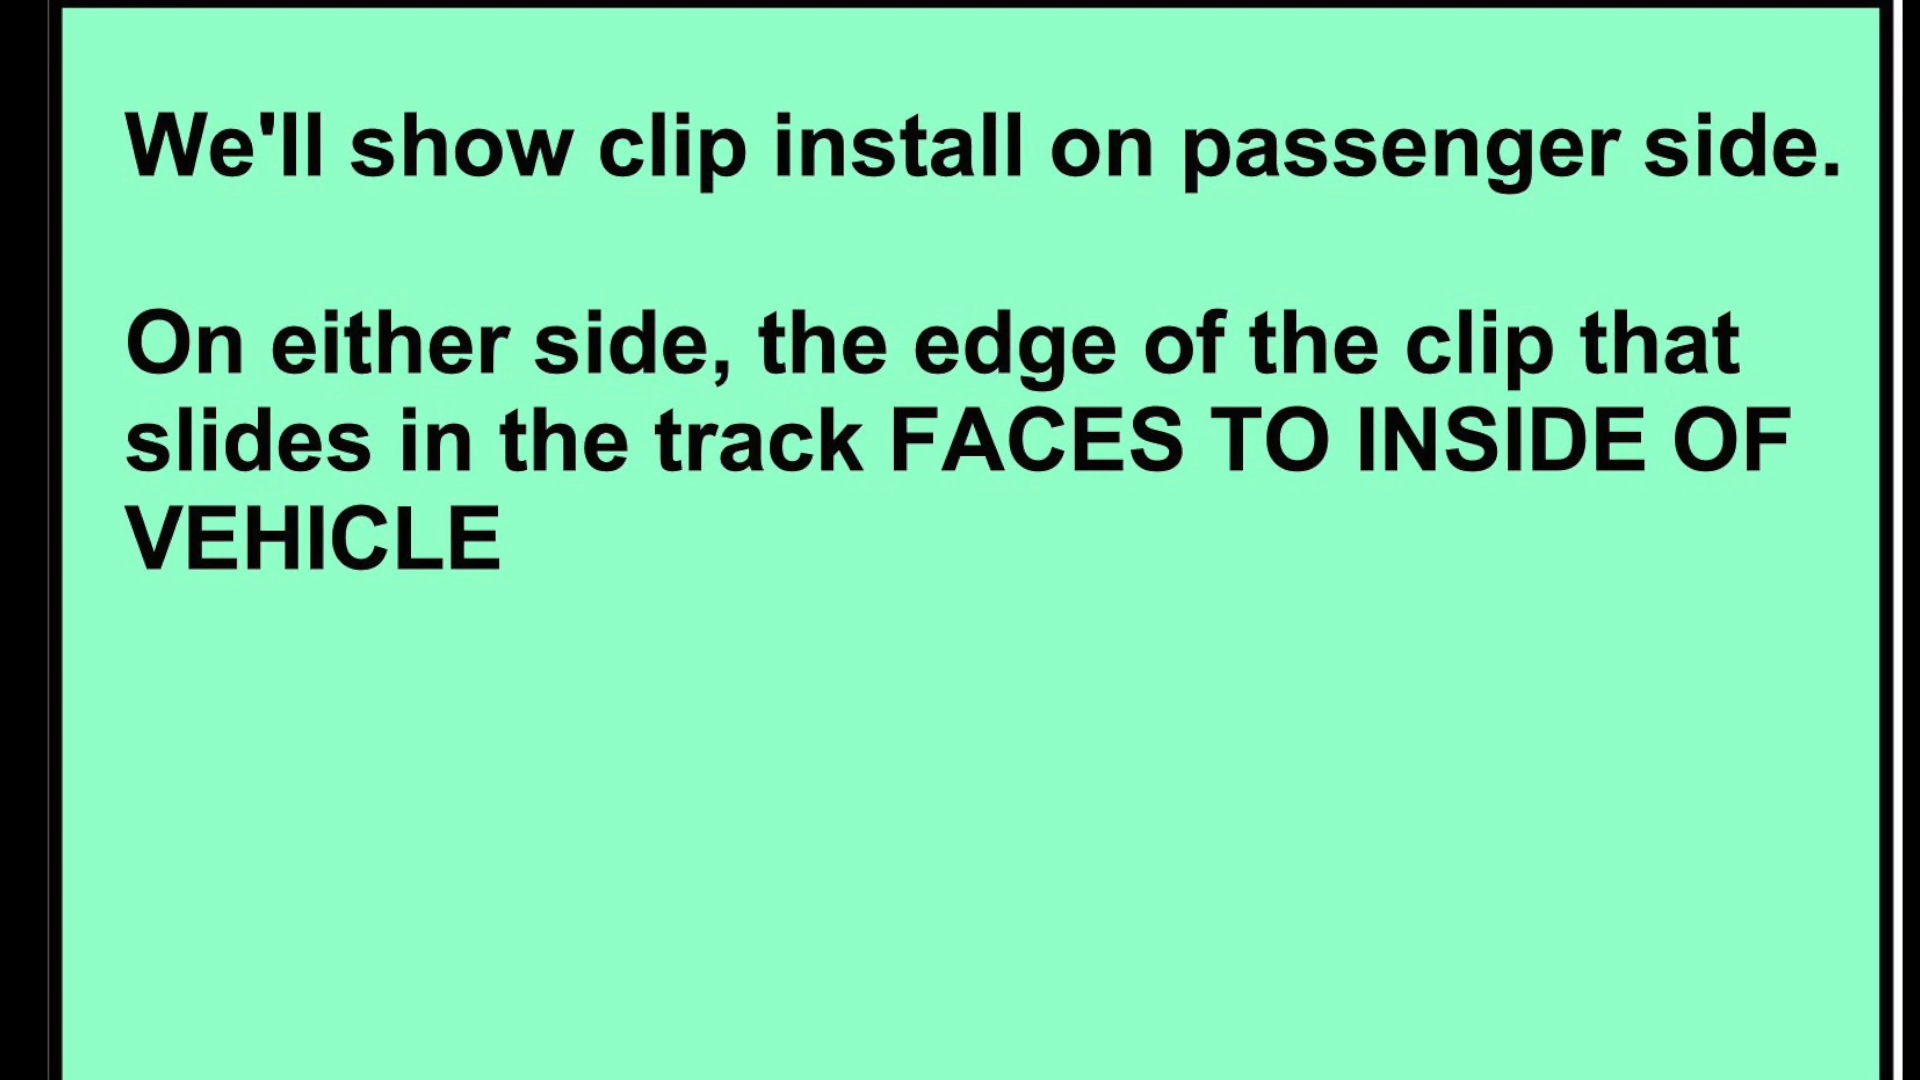 We'll show clip install on passenger side.
On either side, the edge of the clip that
slides in the track FACES TO INSIDE OF
VEHICLE